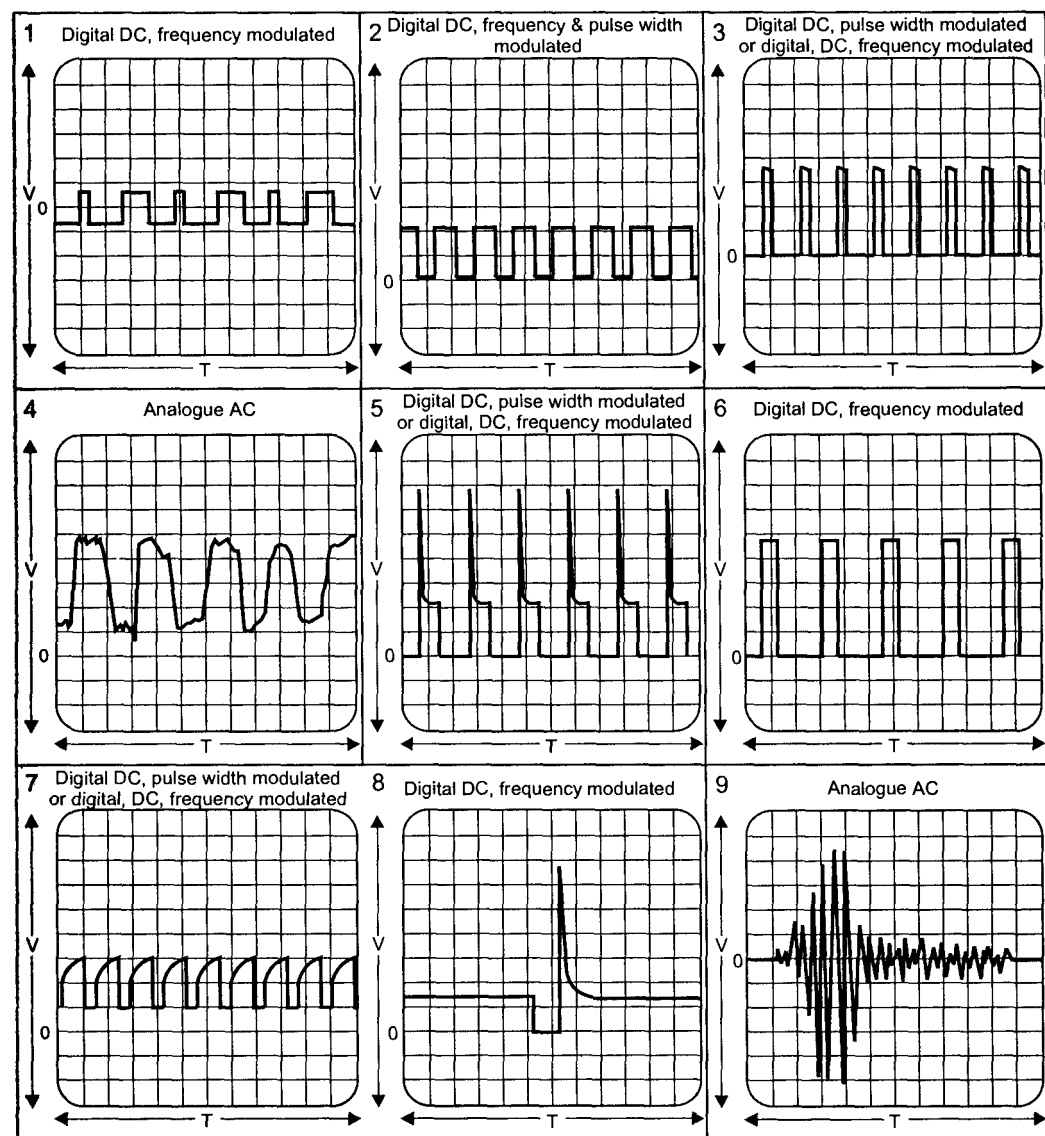 1
Digital DC, frequency modulated
V
0
T
2
Digital DC, frequency & pulse width
modulated
V
0
T
3
Digital DC, pulse width modulated
or digital, DC, frequency modulated
V
0
T
4
Analogue AC
V
0
T
5
Digital DC, pulse width modulated
or digital, DC, frequency modulated
V
0
T
6
Digital DC, frequency modulated
V
0
T
7
Digital DC, pulse width modulated
or digital, DC, frequency modulated
V
0
T
8
Digital DC, frequency modulated
V
0
T
9
Analogue AC
V
0
T